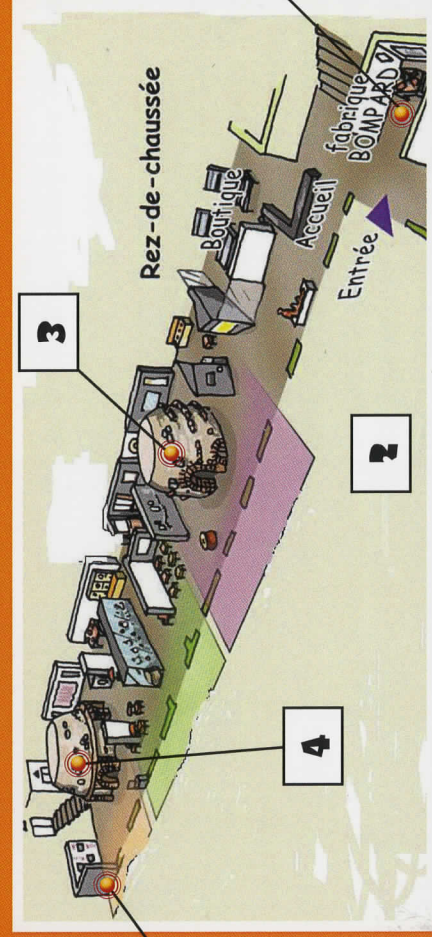 Rez-de-chaussée
Boutique
Accueil
fabrique
BOMPARD
Entrée
3
2
4